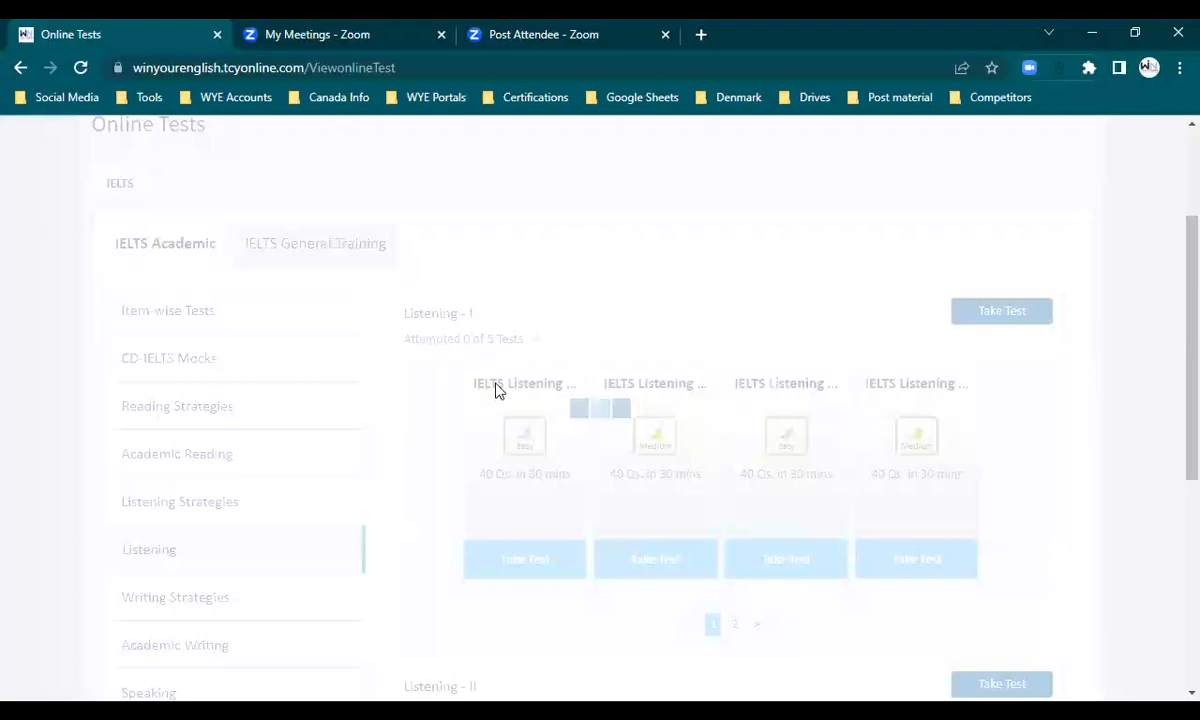 Online Tests
My Meetings - Zoom
Post Attendee - Zoom
winyourenglish.tcyonline.com/ViewonlineTest
Social Media
Tools
WYE Accounts
Canada Info
WYE Portals
Certifications
Google Sheets
Denmark
Drives
Post material
Competitors
Online Tests
IELTS
IELTS Academic
IELTS General Training
Item-wise Tests
CD-IELTS Mocks
Reading Strategies
Academic Reading
Listening Strategies
Listening
Writing Strategies
Academic Writing
Speaking
Listening - I
Take Test
Attempted 0 of 5 Tests
IELTS Listening ...
IELTS Listening ...
IELTS Listening ...
IELTS Listening ...
Easy
Medium
Easy
Medium
40 Qs. in 30 mins
40 Qs. in 30 mins
40 Qs. in 30 mins
40 Qs. in 30 mins
Take Test
Take Test
Take Test
Take Test
1 2 >
Listening - II
Take Test